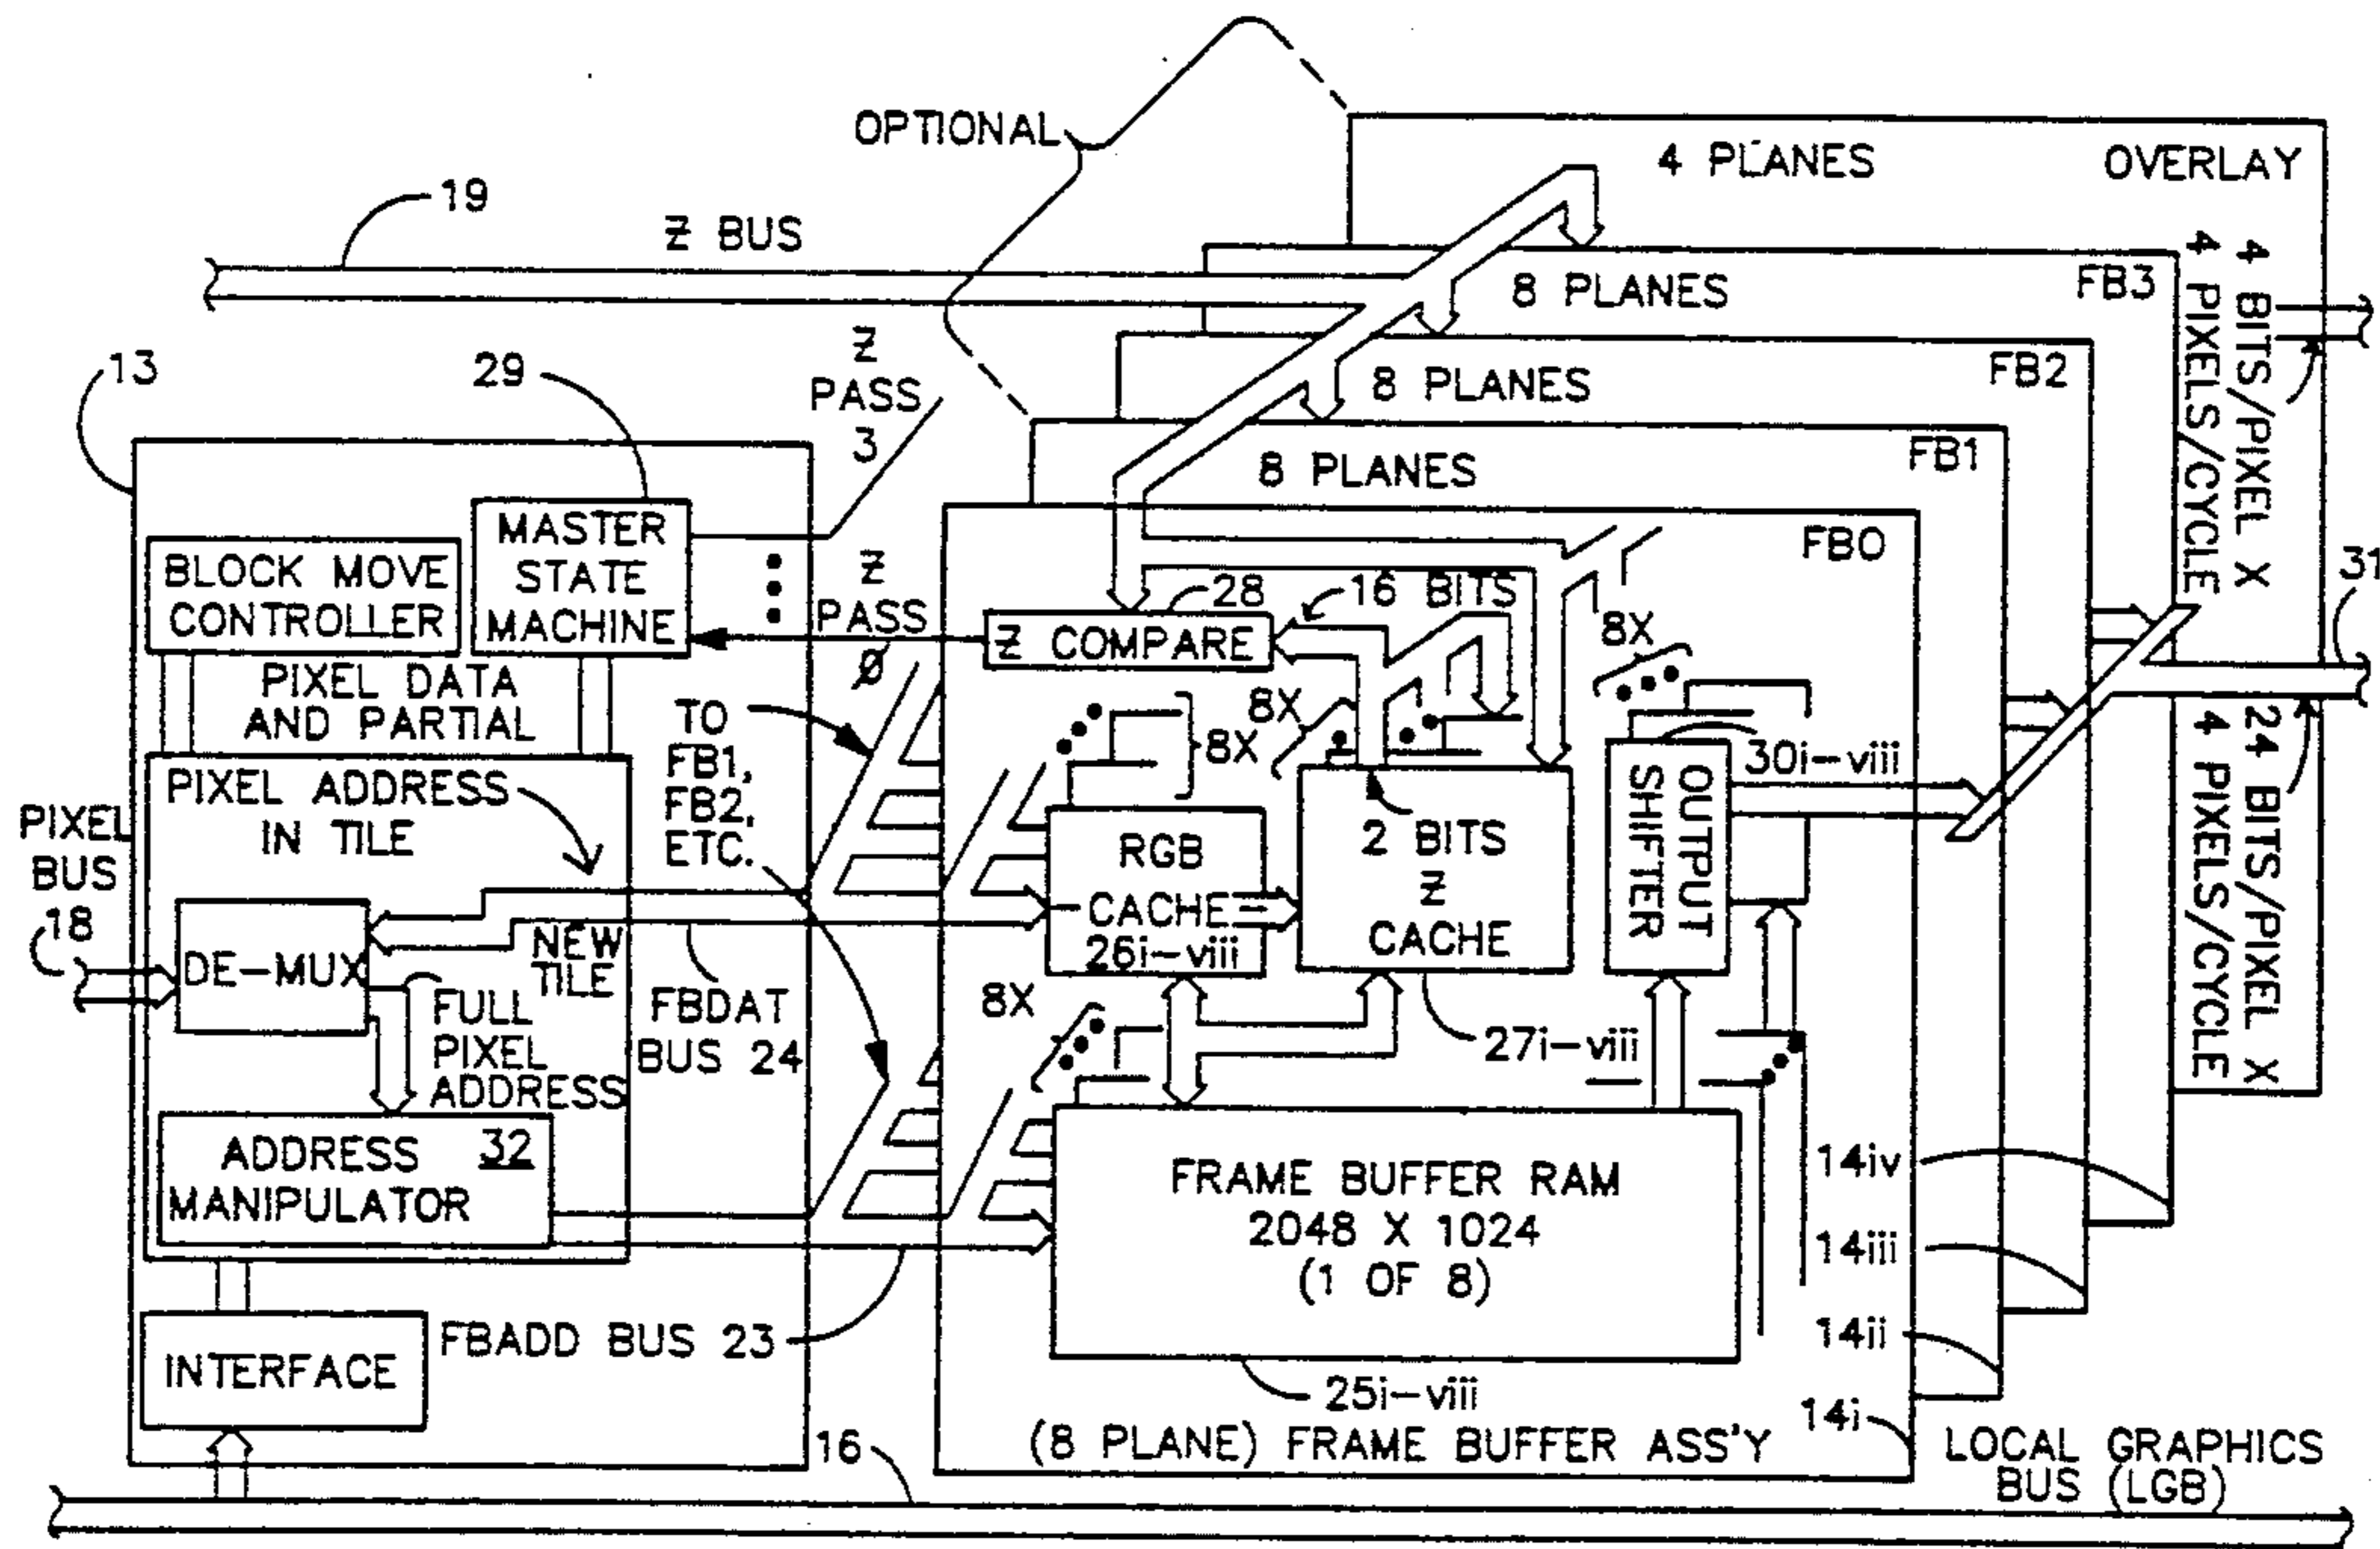 OPTIONAL
4 PLANES
OVERLAY
19
Z BUS
8 PLANES
FB3
4 BITS/PIXEL X
4 PIXELS/CYCLE
13
29
Z
PASS
3
8 PLANES
FB2
8 PLANES
FB1
FB0
31
BLOCK MOVE
CONTROLLER
MASTER
STATE
MACHINE
Z
PASS
Ø
28
Z COMPARE
16 BITS
8X
PIXEL DATA
AND PARTIAL
PIXEL ADDRESS
IN TILE
TO
FB1,
FB2,
ETC.
8X
8X
30i-viii
OUTPUT
SHIFTER
24 BITS/PIXEL X
4 PIXELS/CYCLE
PIXEL
BUS
18
RGB
CACHE
26i-viii
2 BITS
Z
CACHE
DE-MUX
NEW
TILE
FULL
PIXEL
ADDRESS
FBDAT
BUS 24
8X
27i-viii
ADDRESS
MANIPULATOR
32
FRAME BUFFER RAM
2048 X 1024
(1 OF 8)
14iv
14iii
14ii
14i
INTERFACE
FBADD BUS 23
25i-viii
16
(8 PLANE) FRAME BUFFER ASS'Y
LOCAL GRAPHICS
BUS (LGB)